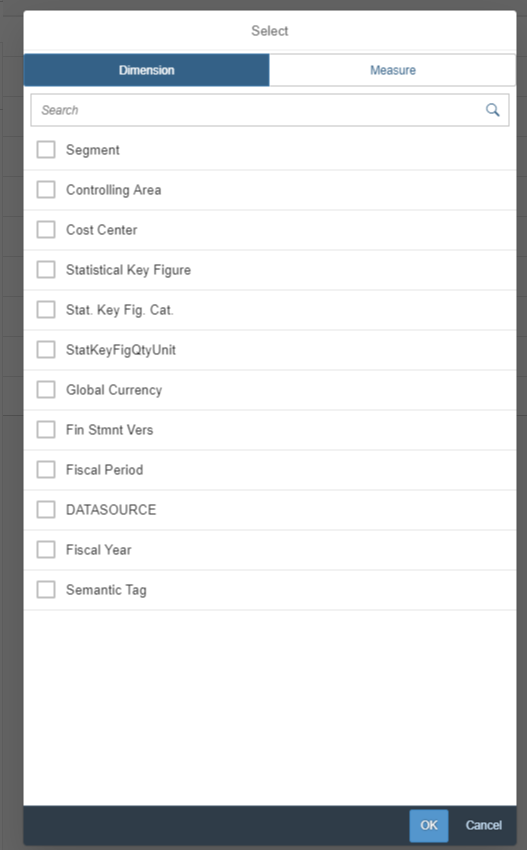 Select
Dimension Measure
Search
Segment
Controlling Area
Cost Center
Statistical Key Figure
Stat. Key Fig. Cat.
StatKeyFigQtyUnit
Global Currency
Fin Stmnt Vers
Fiscal Period
DATASOURCE
Fiscal Year
Semantic Tag
OK Cancel